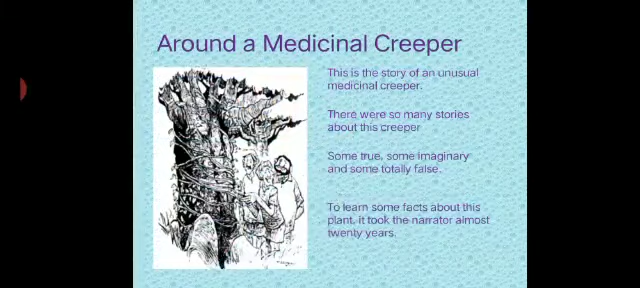 Around a Medicinal Creeper
This is the story of an unusual
medicinal creeper.
There were so many stories
about this creeper
Some true, some imaginary
and some totally false.
To learn some facts about this
plant, it took the narrator almost
twenty years.